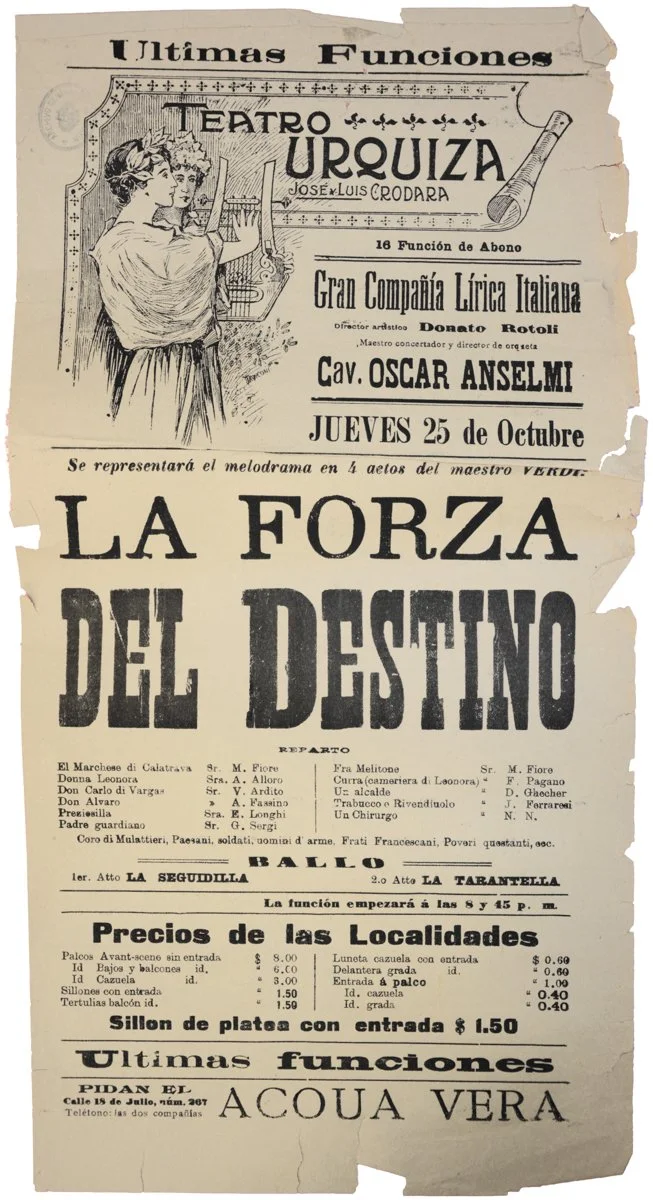 Ultimas Funciones
TEATRO
URQUIZA
JOSÉ Y LUIS CRODARA
16 Función de Abono
Gran Compañía Lírica Italiana
Director artístico Donato Rotoli
Maestro concertador y director de orqueta
Cav. OSCAR ANSELMI
JUEVES 25 de Octubre
Se representará el melodrama en 4 actos del maestro VERDI.
LA FORZA
DEL DESTINO
REPARTO
El Marchese di Calatrava Sr. M. Fiore
Donna Leonora Sra. A. Alloro
Don Carlo di Vargas Sr. V. Ardito
Don Alvaro » A. Fassino
Preziosilla Sra. E. Longhi
Padre guardiano Sr. G. Sergi
Fra Melitone Sr. M. Fiore
Curra (cameriera di Leonora) “ F. Pagano
Un alcalde “ D. Ghecher
Trabucco e Rivendiuolo “ J. Ferraresi
Un Chirurgo “ N. N.
Coro di Mulattieri, Paesani, soldati, uomini d' arme. Frati Francescani, Poveri questanti, ecc.
BALLO
1er. Atto LA SEGUIDILLA 2.o Atto LA TARANTELLA
La función empezará á las 8 y 45 p. m.
Precios de las Localidades
Palcos Avant-scene sin entrada $ 8.00
Id Bajos y balcones id. “ 6.00
Id Cazuela id. “ 3.00
Sillones con entrada “ 1.50
Tertulias balcón id. “ 1.50
Luneta cazuela con entrada $ 0.60
Delantera grada id. “ 0.60
Entrada á palco “ 1.00
Id. cazuela “ 0.40
Id. grada “ 0.40
Sillon de platea con entrada $ 1.50
Ultimas funciones
PIDAN EL
Calle 18 de Julio, núm. 267
Teléfono: las dos compañías
ACQUA VERA